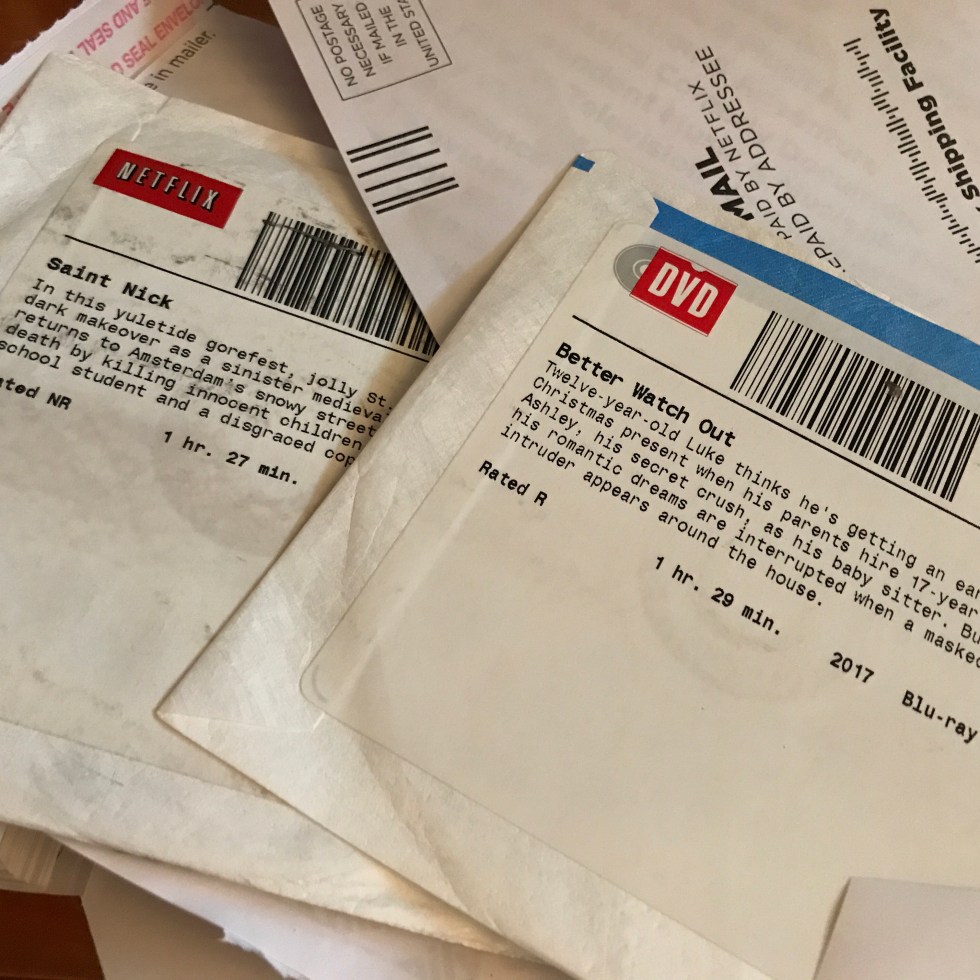 SEAL AND
SEAL ENVELO
in mailer.
NO POSTAGE
NECESSARY
IF MAILED
IN THE
UNITED STA
MAIL
PAID BY NETFLIX
PAID BY ADDRESSEE
Shipping Facility
NETFLIX
Saint Nick
In this yuletide gorefest, jolly St.
dark makeover as a sinister medieva
returns to Amsterdam's snowy street
death by killing innocent children
school student and a disgraced cop
ated NR
1 hr. 27 min.
DVD
Better Watch Out
Twelve-year-old Luke thinks he's getting an ear
Christmas present when his parents hire 17-year
Ashley, his secret crush, as his baby sitter. Bu
his romantic dreams are interrupted when a masked
intruder appears around the house.
Rated R
1 hr. 29 min.
2017 Blu-ray